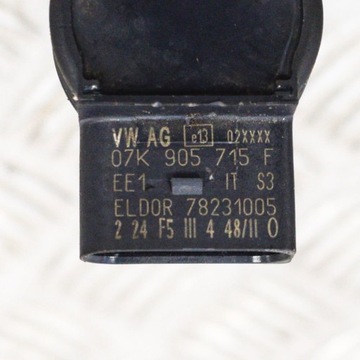 VW AG e13 02XXXX
07K 905 715 F
EE1 IT S3
ELDOR 78231005
2 24 F5 III 4 48/11 O